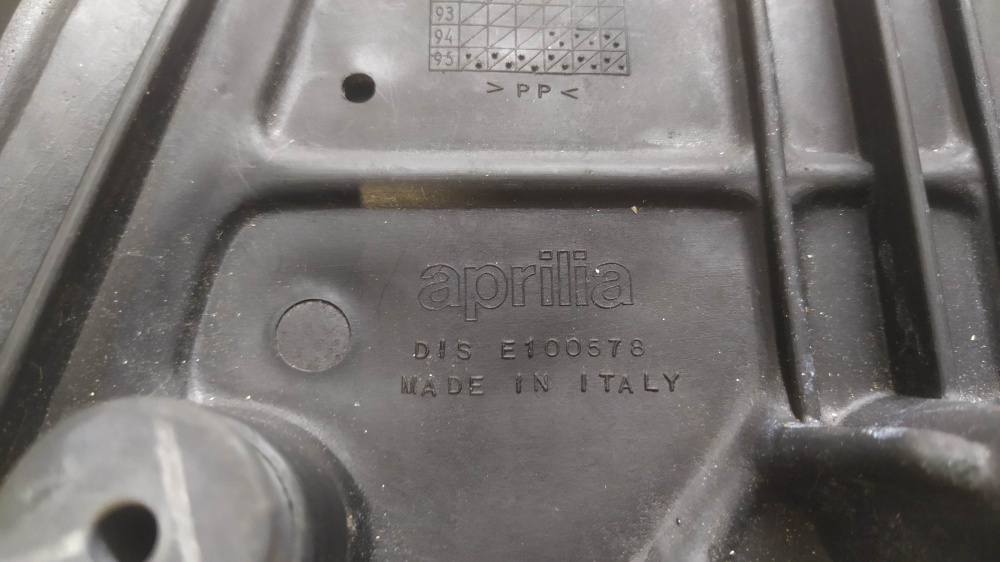 93
94
95
>PP<
aprilia
DIS E100578
MADE IN ITALY